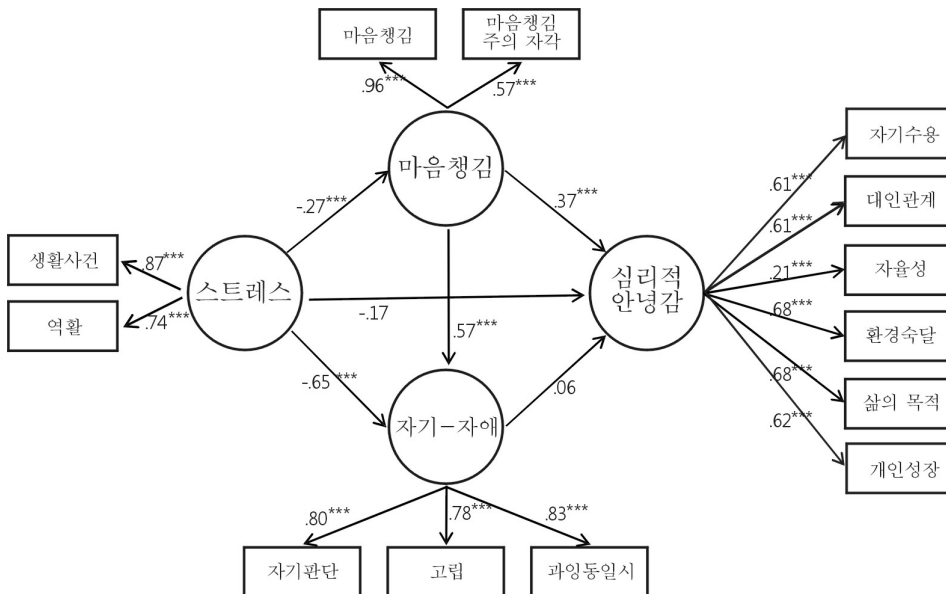 마음챙김
마음챙김
주의 자각
.96***
.57***
마음챙김
자기수용
-.27***
.37***
.61***
대인관계
.61***
생활사건
.87***
스트레스
심리적
안녕감
.21***
자율성
역활
.74***
-.17
.68***
환경숙달
.57***
-.65***
.06
.68***
삶의 목적
자기-자애
.62***
개인성장
.80***
.78***
.83***
자기판단
고립
과잉동일시